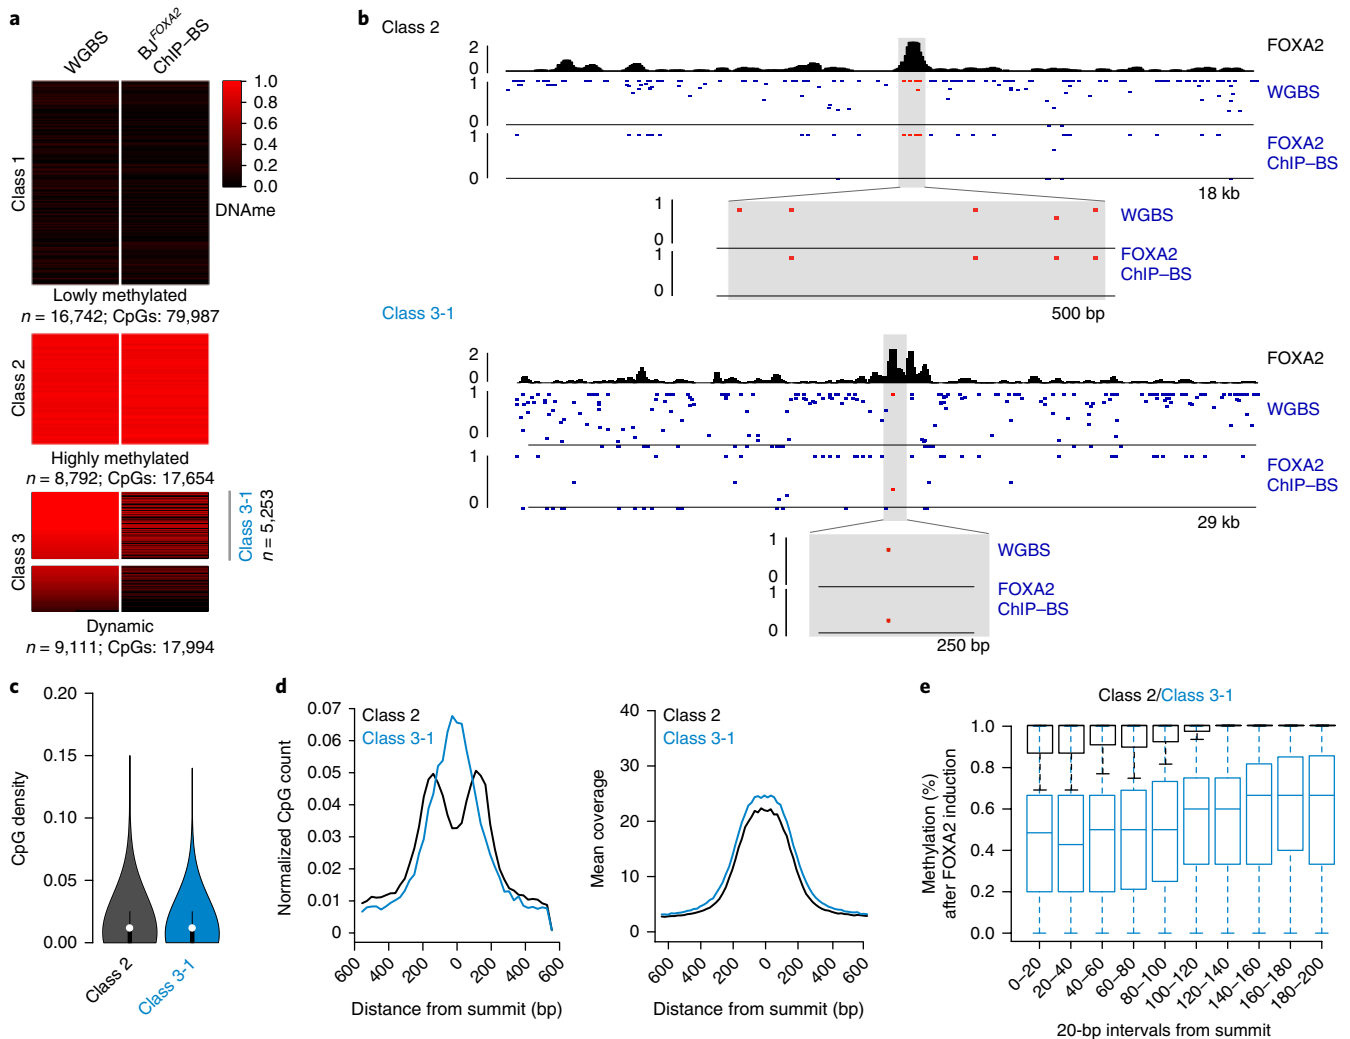 a
WGBS
BJFOXA2
ChIP–BS
1.0
0.8
0.6
0.4
0.2
0.0
DNAme
Class 1
Lowly methylated
n = 16,742; CpGs: 79,987
Class 2
Highly methylated
n = 8,792; CpGs: 17,654
Class 3
Class 3-1
n = 5,253
Dynamic
n = 9,111; CpGs: 17,994
b
Class 2
2
0
FOXA2
1
0
WGBS
1
0
FOXA2
ChIP–BS
18 kb
1
0
WGBS
1
0
FOXA2
ChIP–BS
500 bp
Class 3-1
2
0
FOXA2
1
0
WGBS
1
0
FOXA2
ChIP–BS
29 kb
1
0
WGBS
1
0
FOXA2
ChIP–BS
250 bp
c
CpG density
0.20
0.15
0.10
0.05
0.00
Class 2
Class 3-1
d
Normalized CpG count
0.07
0.06
0.05
0.04
0.03
0.02
0.01
0
Class 2
Class 3-1
600
400
200
0
200
400
600
Distance from summit (bp)
Mean coverage
40
30
20
10
0
Class 2
Class 3-1
600
400
200
0
200
400
600
Distance from summit (bp)
e
Class 2/Class 3-1
Methylation (%)
after FOXA2 induction
1.0
0.8
0.6
0.4
0.2
0.0
0–20
20–40
40–60
60–80
80–100
100–120
120–140
140–160
160–180
180–200
20-bp intervals from summit